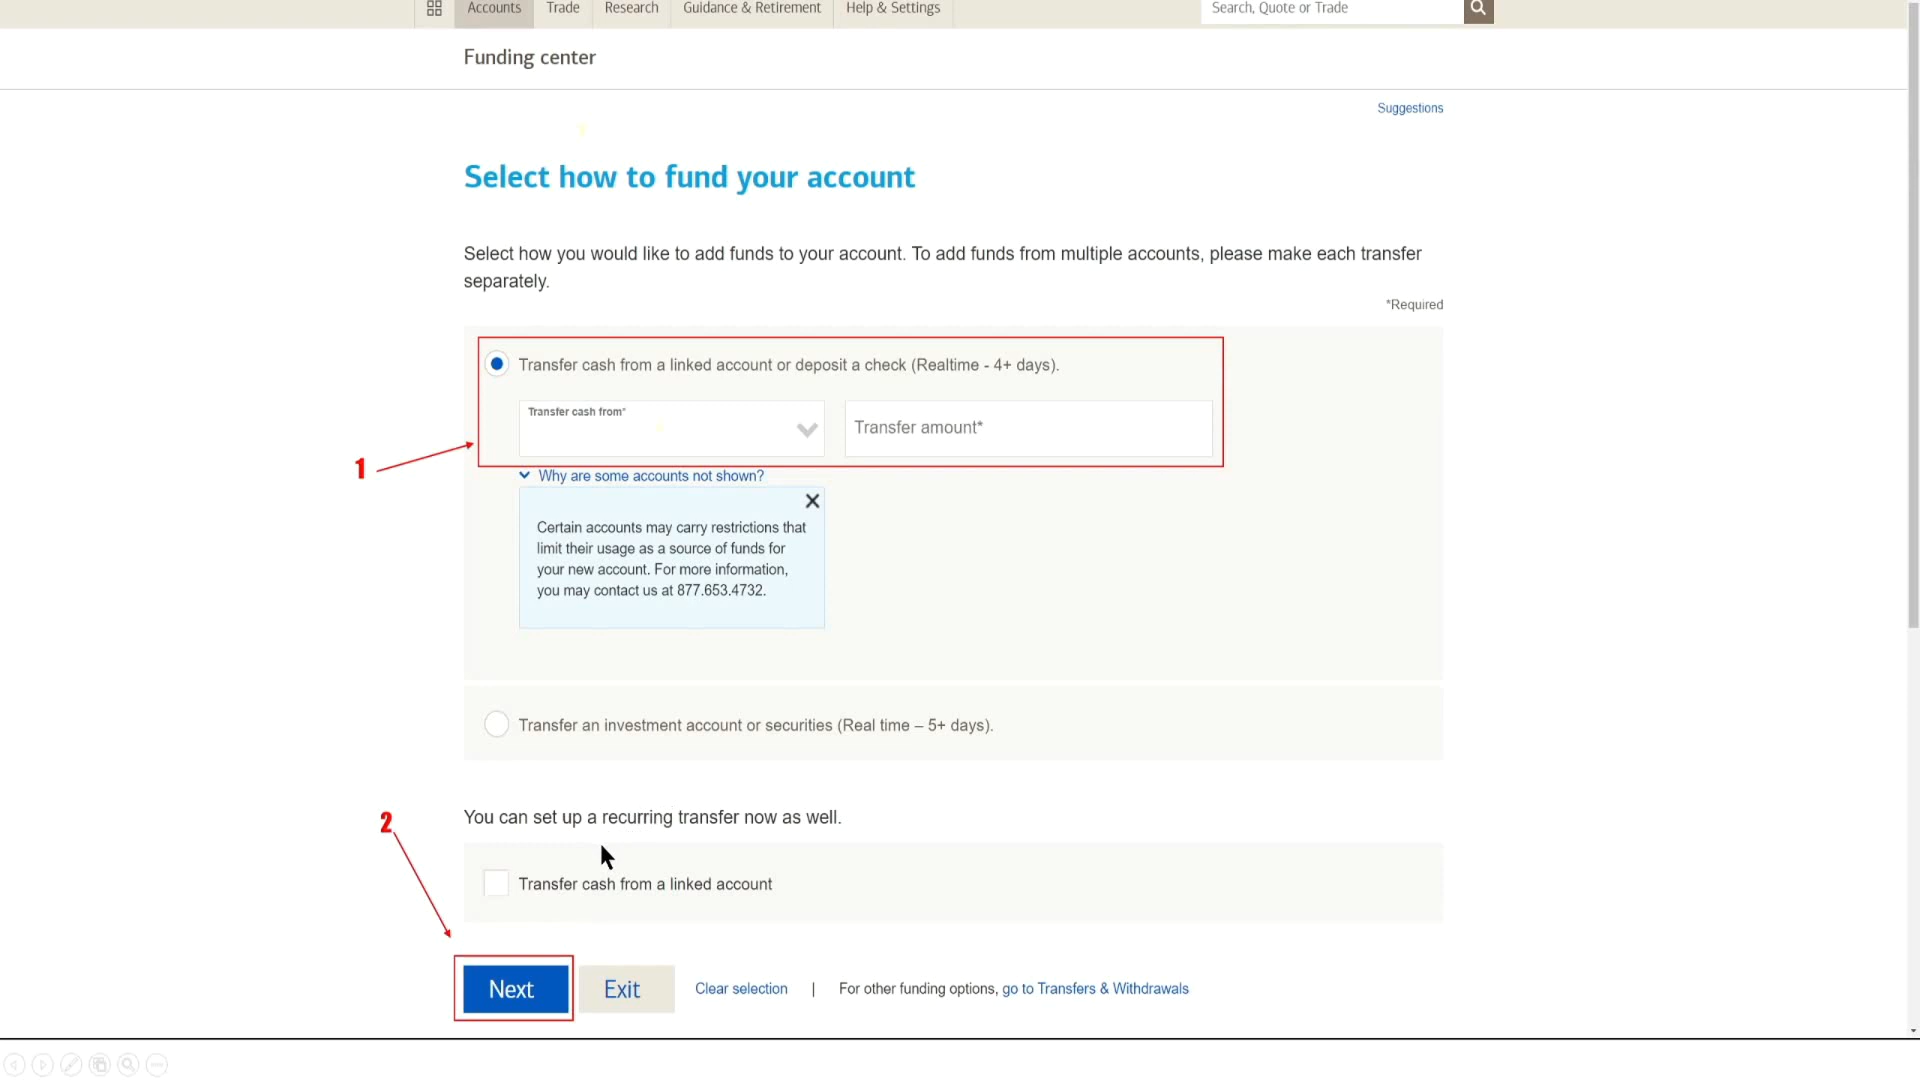 Accounts Trade Research Guidance & Retirement Help & Settings Search, Quote or Trade
Funding center
Suggestions
Select how to fund your account
Select how you would like to add funds to your account. To add funds from multiple accounts, please make each transfer
separately.
*Required
Transfer cash from a linked account or deposit a check (Realtime - 4+ days).
Transfer cash from*
Transfer amount*
1
Why are some accounts not shown?
Certain accounts may carry restrictions that
limit their usage as a source of funds for
your new account. For more information,
you may contact us at 877.653.4732.
Transfer an investment account or securities (Real time – 5+ days).
2
You can set up a recurring transfer now as well.
Transfer cash from a linked account
Next Exit Clear selection | For other funding options, go to Transfers & Withdrawals